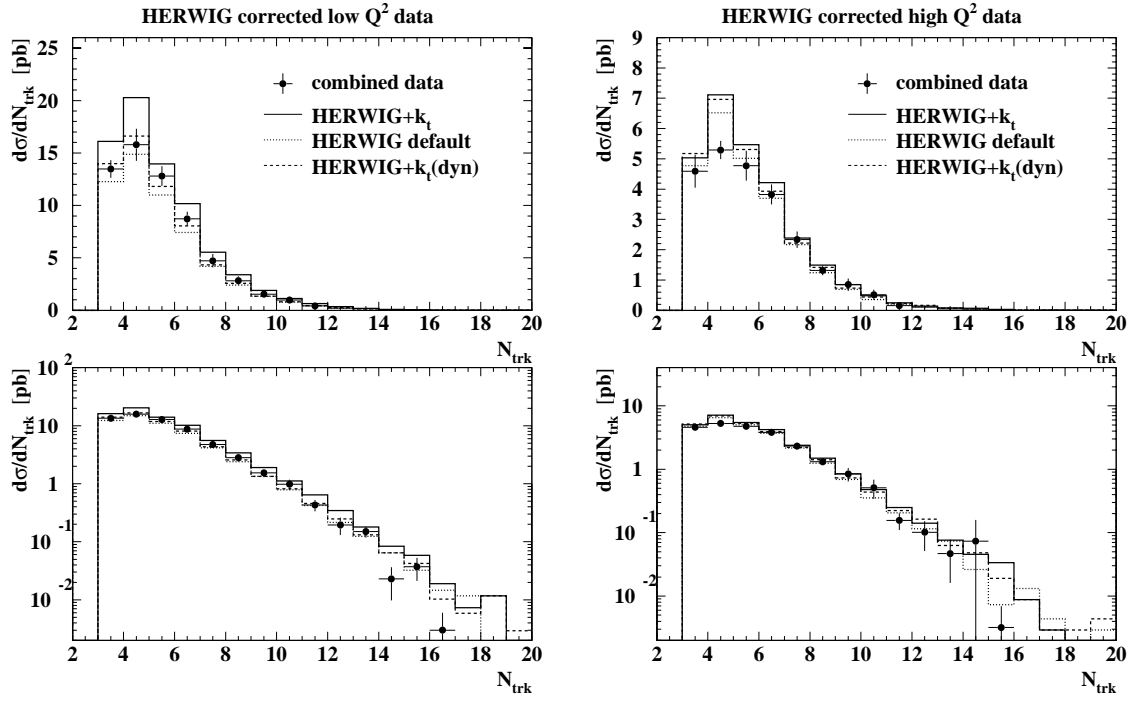 HERWIG corrected low Q² data
dσ/dN_trk [pb]
25
20
15
10
5
0
combined data
HERWIG+k_t
HERWIG default
HERWIG+k_t(dyn)
2 4 6 8 10 12 14 16 18 20
N_trk
HERWIG corrected high Q² data
dσ/dN_trk [pb]
9
8
7
6
5
4
3
2
1
0
combined data
HERWIG+k_t
HERWIG default
HERWIG+k_t(dyn)
2 4 6 8 10 12 14 16 18 20
N_trk
dσ/dN_trk [pb]
10²
10
1
10⁻¹
10⁻²
2 4 6 8 10 12 14 16 18 20
N_trk
dσ/dN_trk [pb]
10
1
10⁻¹
10⁻²
2 4 6 8 10 12 14 16 18 20
N_trk